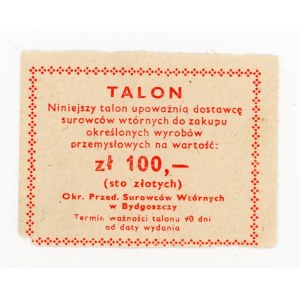 TALON
Niniejszy talon upoważnia dostawcę
surowców wtórnych do zakupu
określonych wyrobów
przemysłowych na wartość:
zł 100,—
(sto złotych)
Okr. Przed. Surowców Wtórnych
w Bydgoszczy
Termin ważności talonu 90 dni
od daty wydania